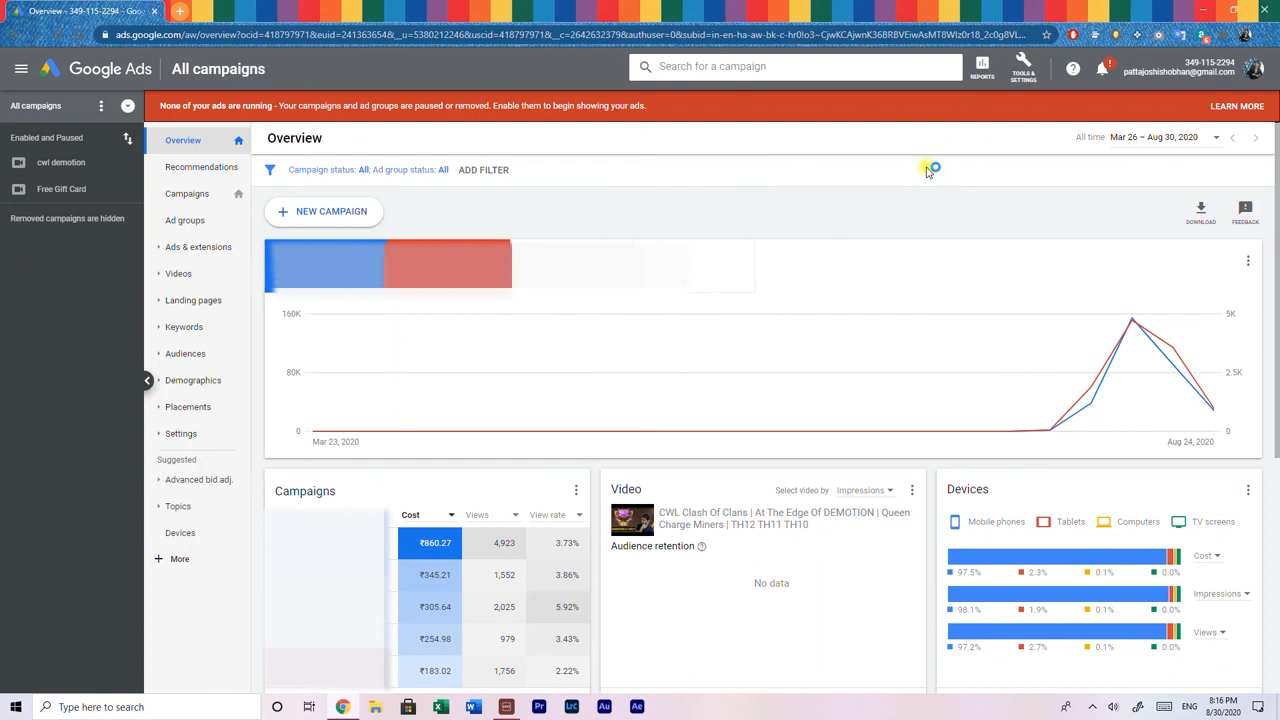 Overview - 349-115-2294 - Goog
ads.google.com/aw/overview?ocid=418797971&euid=241363654&__u=5380212246&uscid=418797971&__c=2642632379&authuser=0&subid=in-en-ha-aw-bk-c-hr0!o3~
Google Ads
All campaigns
Search for a campaign
REPORTS
TOOLS & SETTINGS
349-115-2294
pattajoshishobhan@gmail.com
All campaigns
None of your ads are running - Your campaigns and ad groups are paused or removed. Enable them to begin showing your ads.
LEARN MORE
Enabled and Paused
cwl demotion
Free Gift Card
Removed campaigns are hidden
Overview
Recommendations
Campaigns
Ad groups
Ads & extensions
Videos
Landing pages
Keywords
Audiences
Demographics
Placements
Settings
Suggested
Advanced bid adj.
Topics
Devices
+ More
Overview
All time Mar 26 – Aug 30, 2020
Campaign status: All; Ad group status: All ADD FILTER
+ NEW CAMPAIGN
DOWNLOAD
FEEDBACK
160K 5K
80K 2.5K
0 0
Mar 23, 2020 Aug 24, 2020
Campaigns
Cost Views View rate
₹860.27 4,923 3.73%
₹345.21 1,552 3.86%
₹305.64 2,025 5.92%
₹254.98 979 3.43%
₹183.02 1,756 2.22%
Video
Select video by Impressions
CWL Clash Of Clans | At The Edge Of DEMOTION | Queen
Charge Miners | TH12 TH11 TH10
Audience retention
No data
Devices
Mobile phones Tablets Computers TV screens
Cost
97.5% 2.3% 0.1% 0.0%
Impressions
98.1% 1.9% 0.1% 0.0%
Views
97.2% 2.7% 0.1% 0.0%
Type here to search
ENG
8:16 PM
8/30/2020